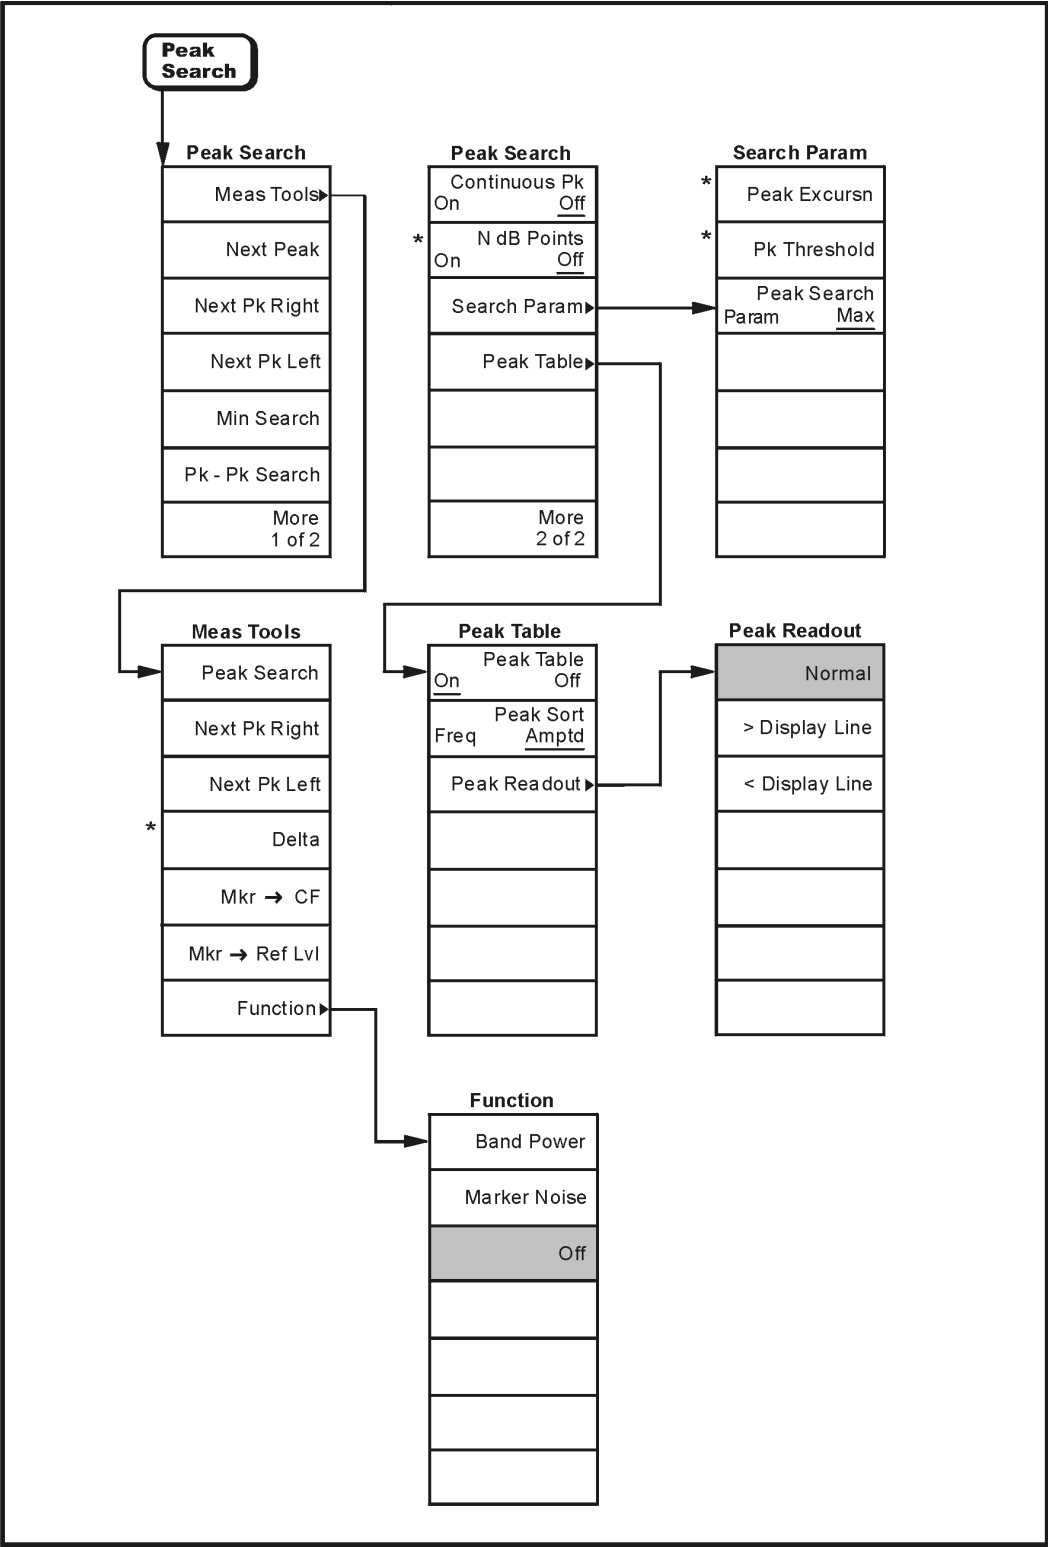 Peak
Search
Peak Search
Meas Tools
Next Peak
Next Pk Right
Next Pk Left
Min Search
Pk - Pk Search
More
1 of 2
Peak Search
Continuous Pk
On Off
* N dB Points
On Off
Search Param
Peak Table
More
2 of 2
Search Param
* Peak Excursn
* Pk Threshold
Peak Search
Param Max
Meas Tools
Peak Search
Next Pk Right
Next Pk Left
* Delta
Mkr → CF
Mkr → Ref Lvl
Function
Peak Table
Peak Table
On Off
Peak Sort
Freq Amptd
Peak Readout
Peak Readout
Normal
> Display Line
< Display Line
Function
Band Power
Marker Noise
Off